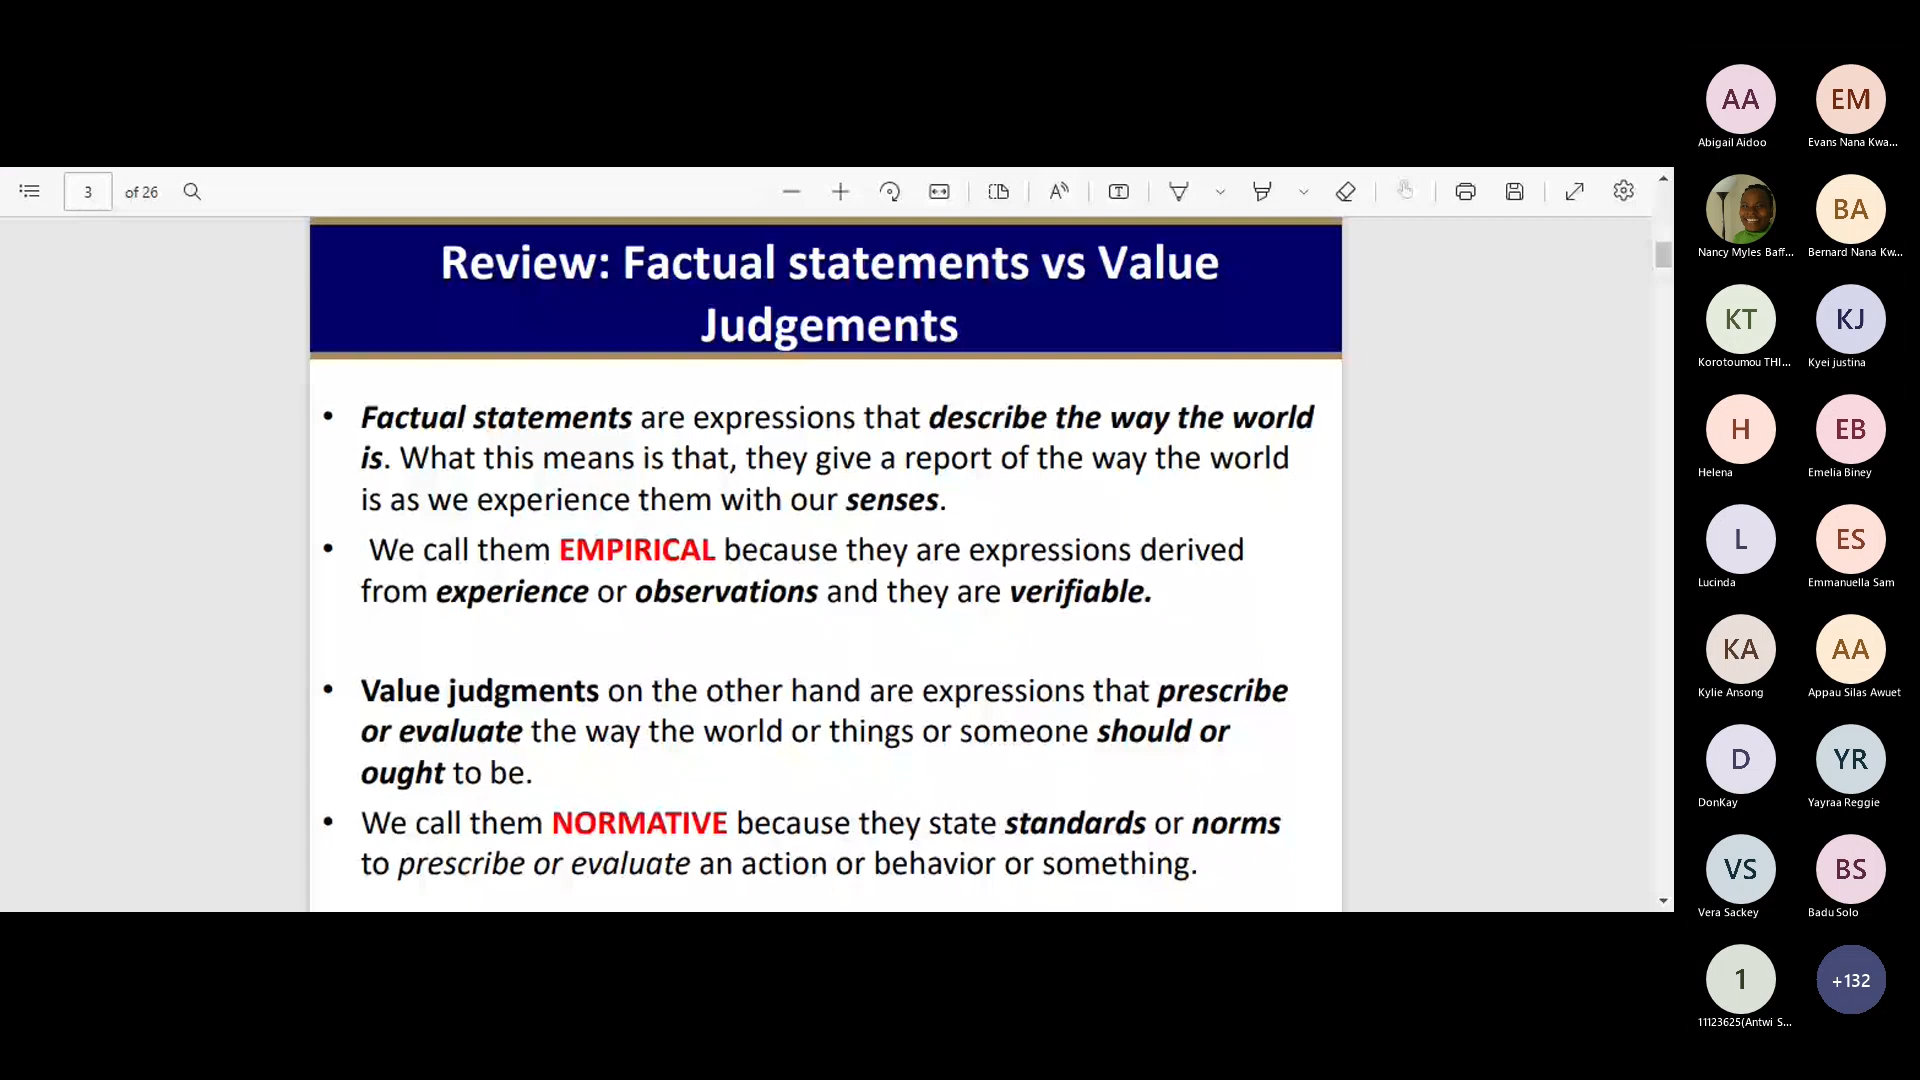 3 of 26
Review: Factual statements vs Value
Judgements
• Factual statements are expressions that describe the way the world
is. What this means is that, they give a report of the way the world
is as we experience them with our senses.
• We call them EMPIRICAL because they are expressions derived
from experience or observations and they are verifiable.
• Value judgments on the other hand are expressions that prescribe
or evaluate the way the world or things or someone should or
ought to be.
• We call them NORMATIVE because they state standards or norms
to prescribe or evaluate an action or behavior or something.
AA EM
Abigail Aidoo Evans Nana Kwa...
BA
Nancy Myles Baff... Bernard Nana Kw...
KT KJ
Korotoumou THI... Kyei justina
H EB
Helena Emelia Biney
L ES
Lucinda Emmanuella Sam
KA AA
Kylie Ansong Appau Silas Awuet
D YR
DonKay Yayraa Reggie
VS BS
Vera Sackey Badu Solo
1 +132
11123625(Antwi S...